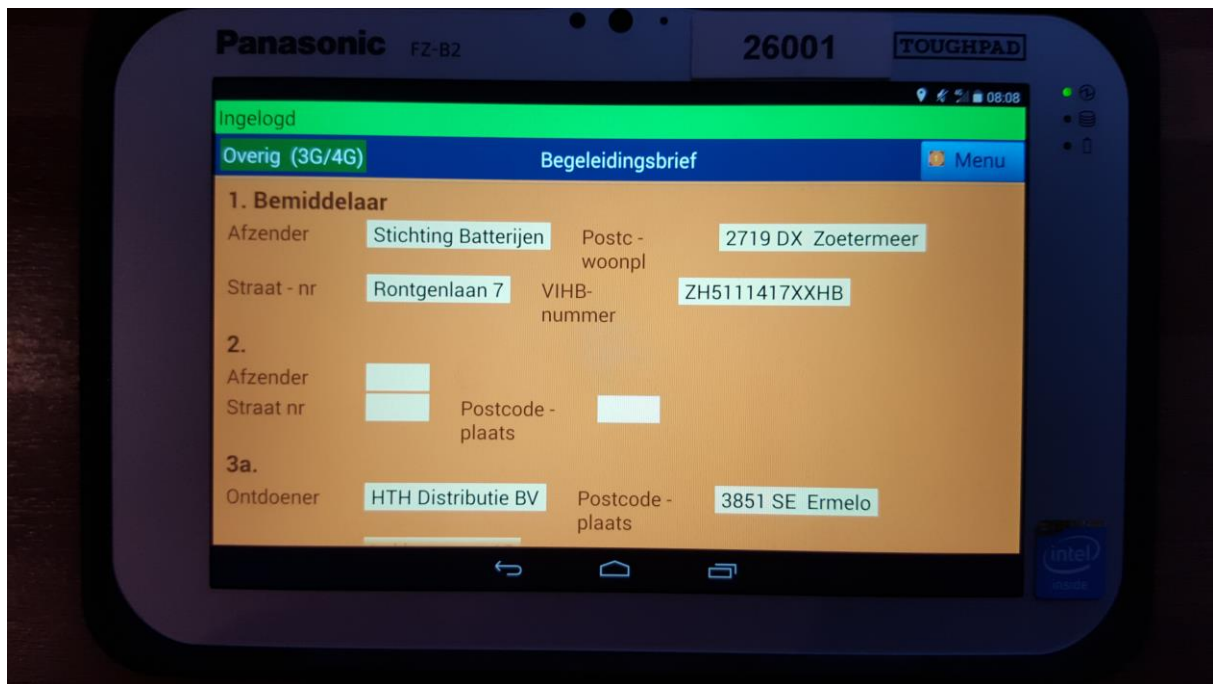 Panasonic FZ-B2 26001 TOUGHPAD
08:08
Ingelogd
Overig (3G/4G) Begeleidingsbrief Menu
1. Bemiddelaar
Afzender Stichting Batterijen Postc - 2719 DX Zoetermeer
woonpl
Straat - nr Rontgenlaan 7 VIHB- ZH5111417XXHB
nummer
2.
Afzender
Straat nr Postcode -
plaats
3a.
Ontdoener HTH Distributie BV Postcode - 3851 SE Ermelo
plaats
intel
inside